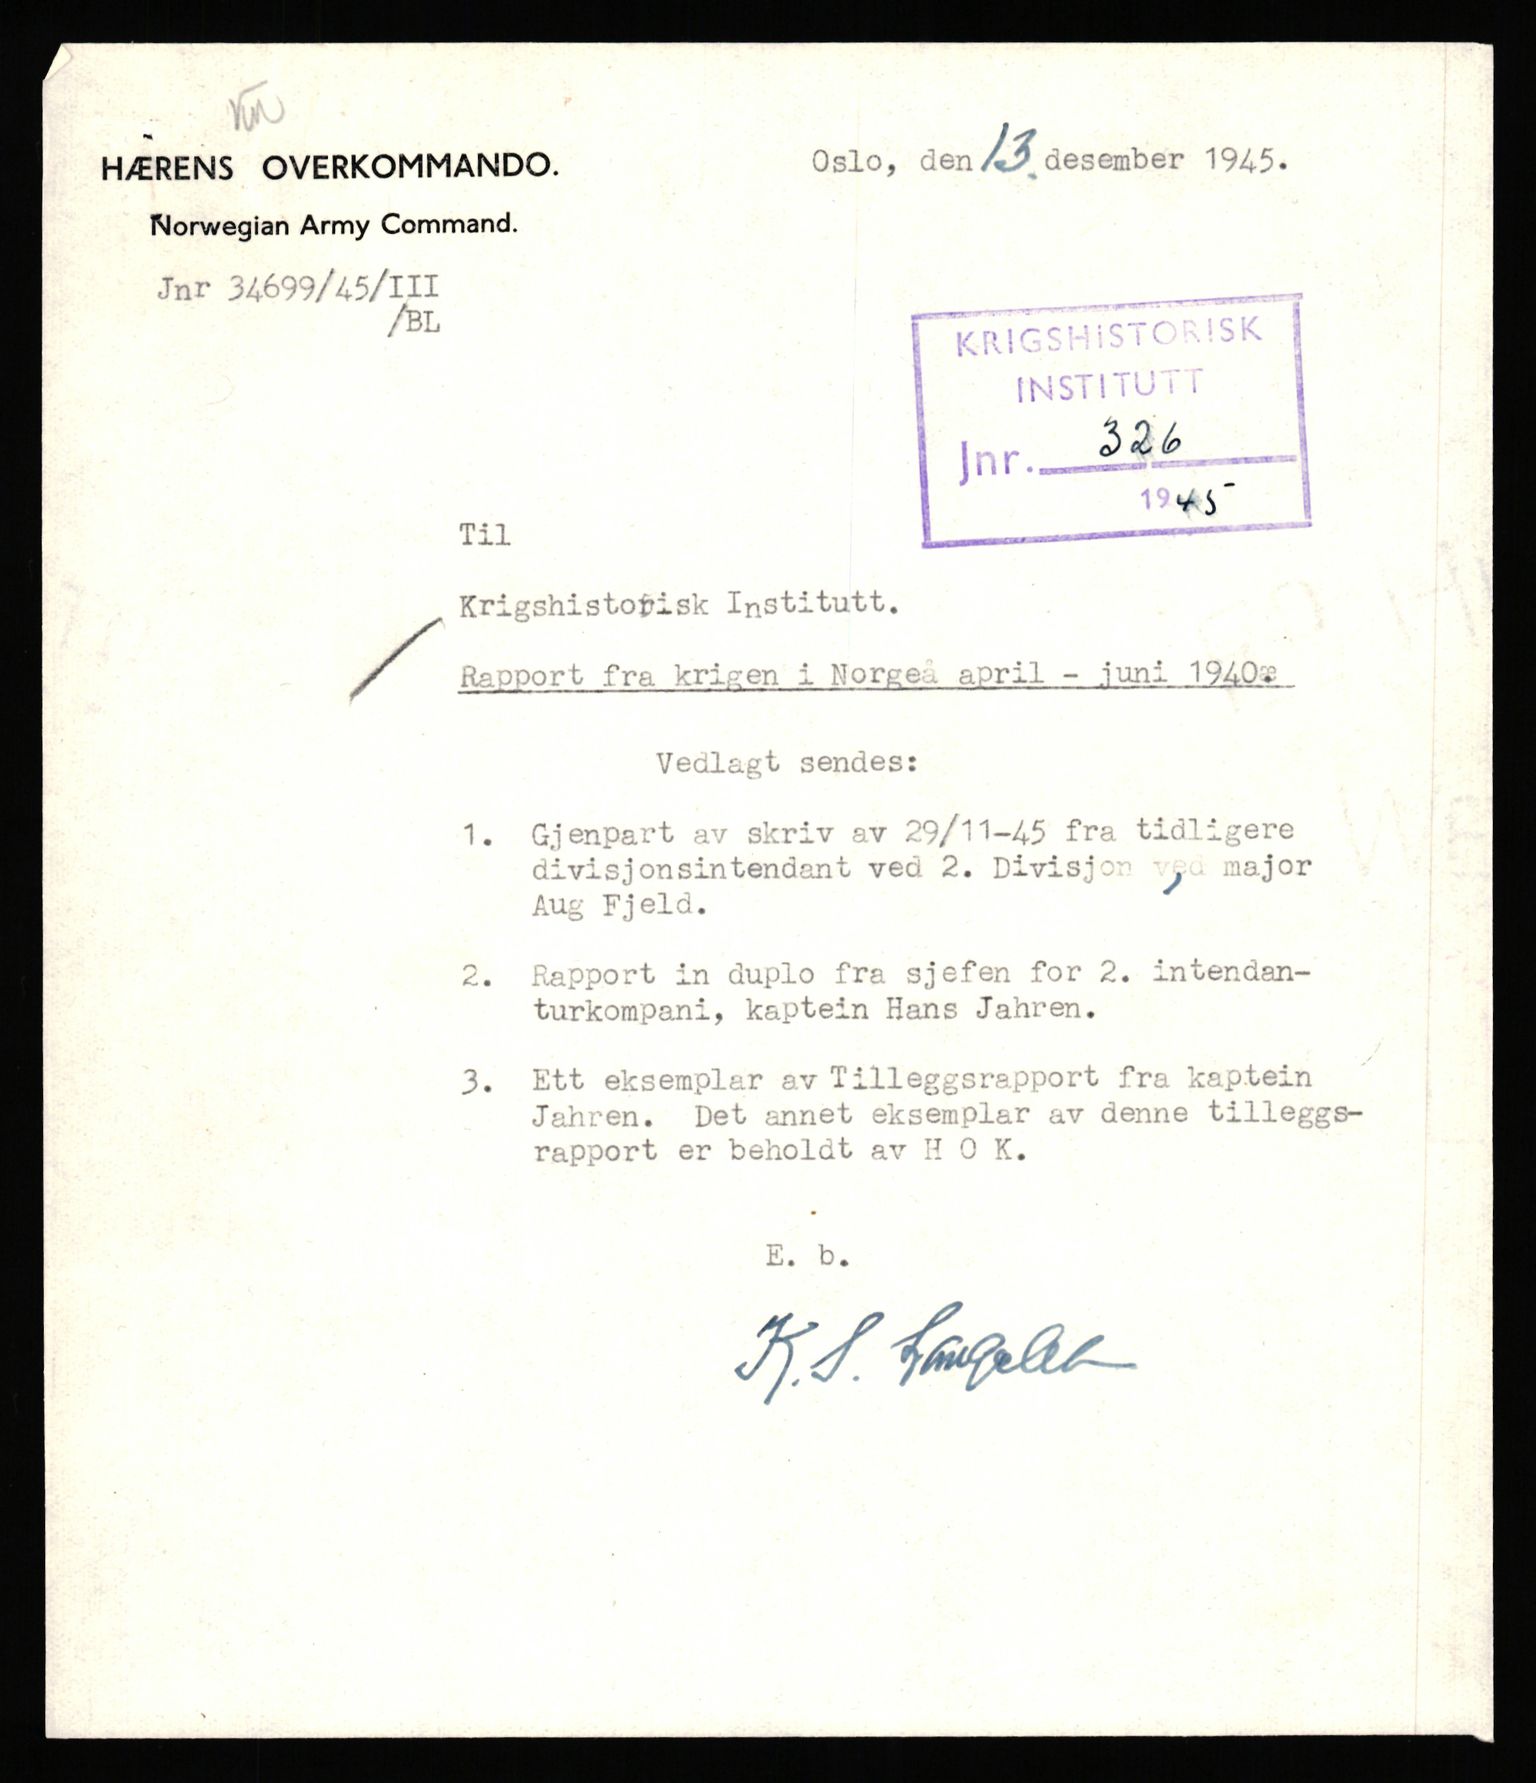 HÆRENS OVERKOMMANDO.
Norwegian Army Command.
Jnr 34699/45/III
/BL
Oslo, den 13. desember 1945.
KRIGSHISTORISK
INSTITUTT
Jnr. 326
1945
Til
Krigshistorisk Institutt.
Rapport fra krigen i Norge april - juni 1940.
Vedlagt sendes:
1. Gjenpart av skriv av 29/11-45 fra tidligere
divisjonsintendant ved 2. Divisjon, major
Aug Fjeld.
2. Rapport in duplo fra sjefen for 2. intendan-
turkompani, kaptein Hans Jahren.
3. Ett eksemplar av Tilleggsrapport fra kaptein
Jahren. Det annet eksemplar av denne tilleggs-
rapport er beholdt av H O K.
E. b.
K. S.